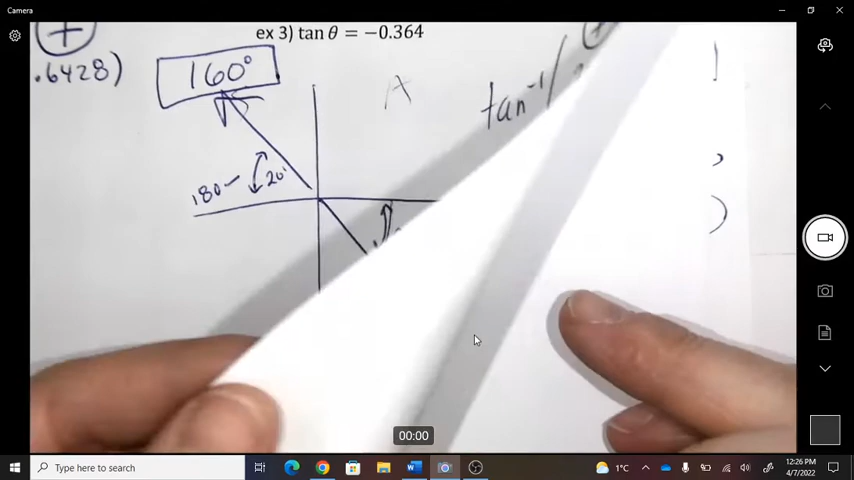 Camera
ex 3) tan θ = −0.364
.6428)
160°
A
tan⁻¹(
180−
20°
00:00
Type here to search
1°C
12:26 PM
4/7/2022